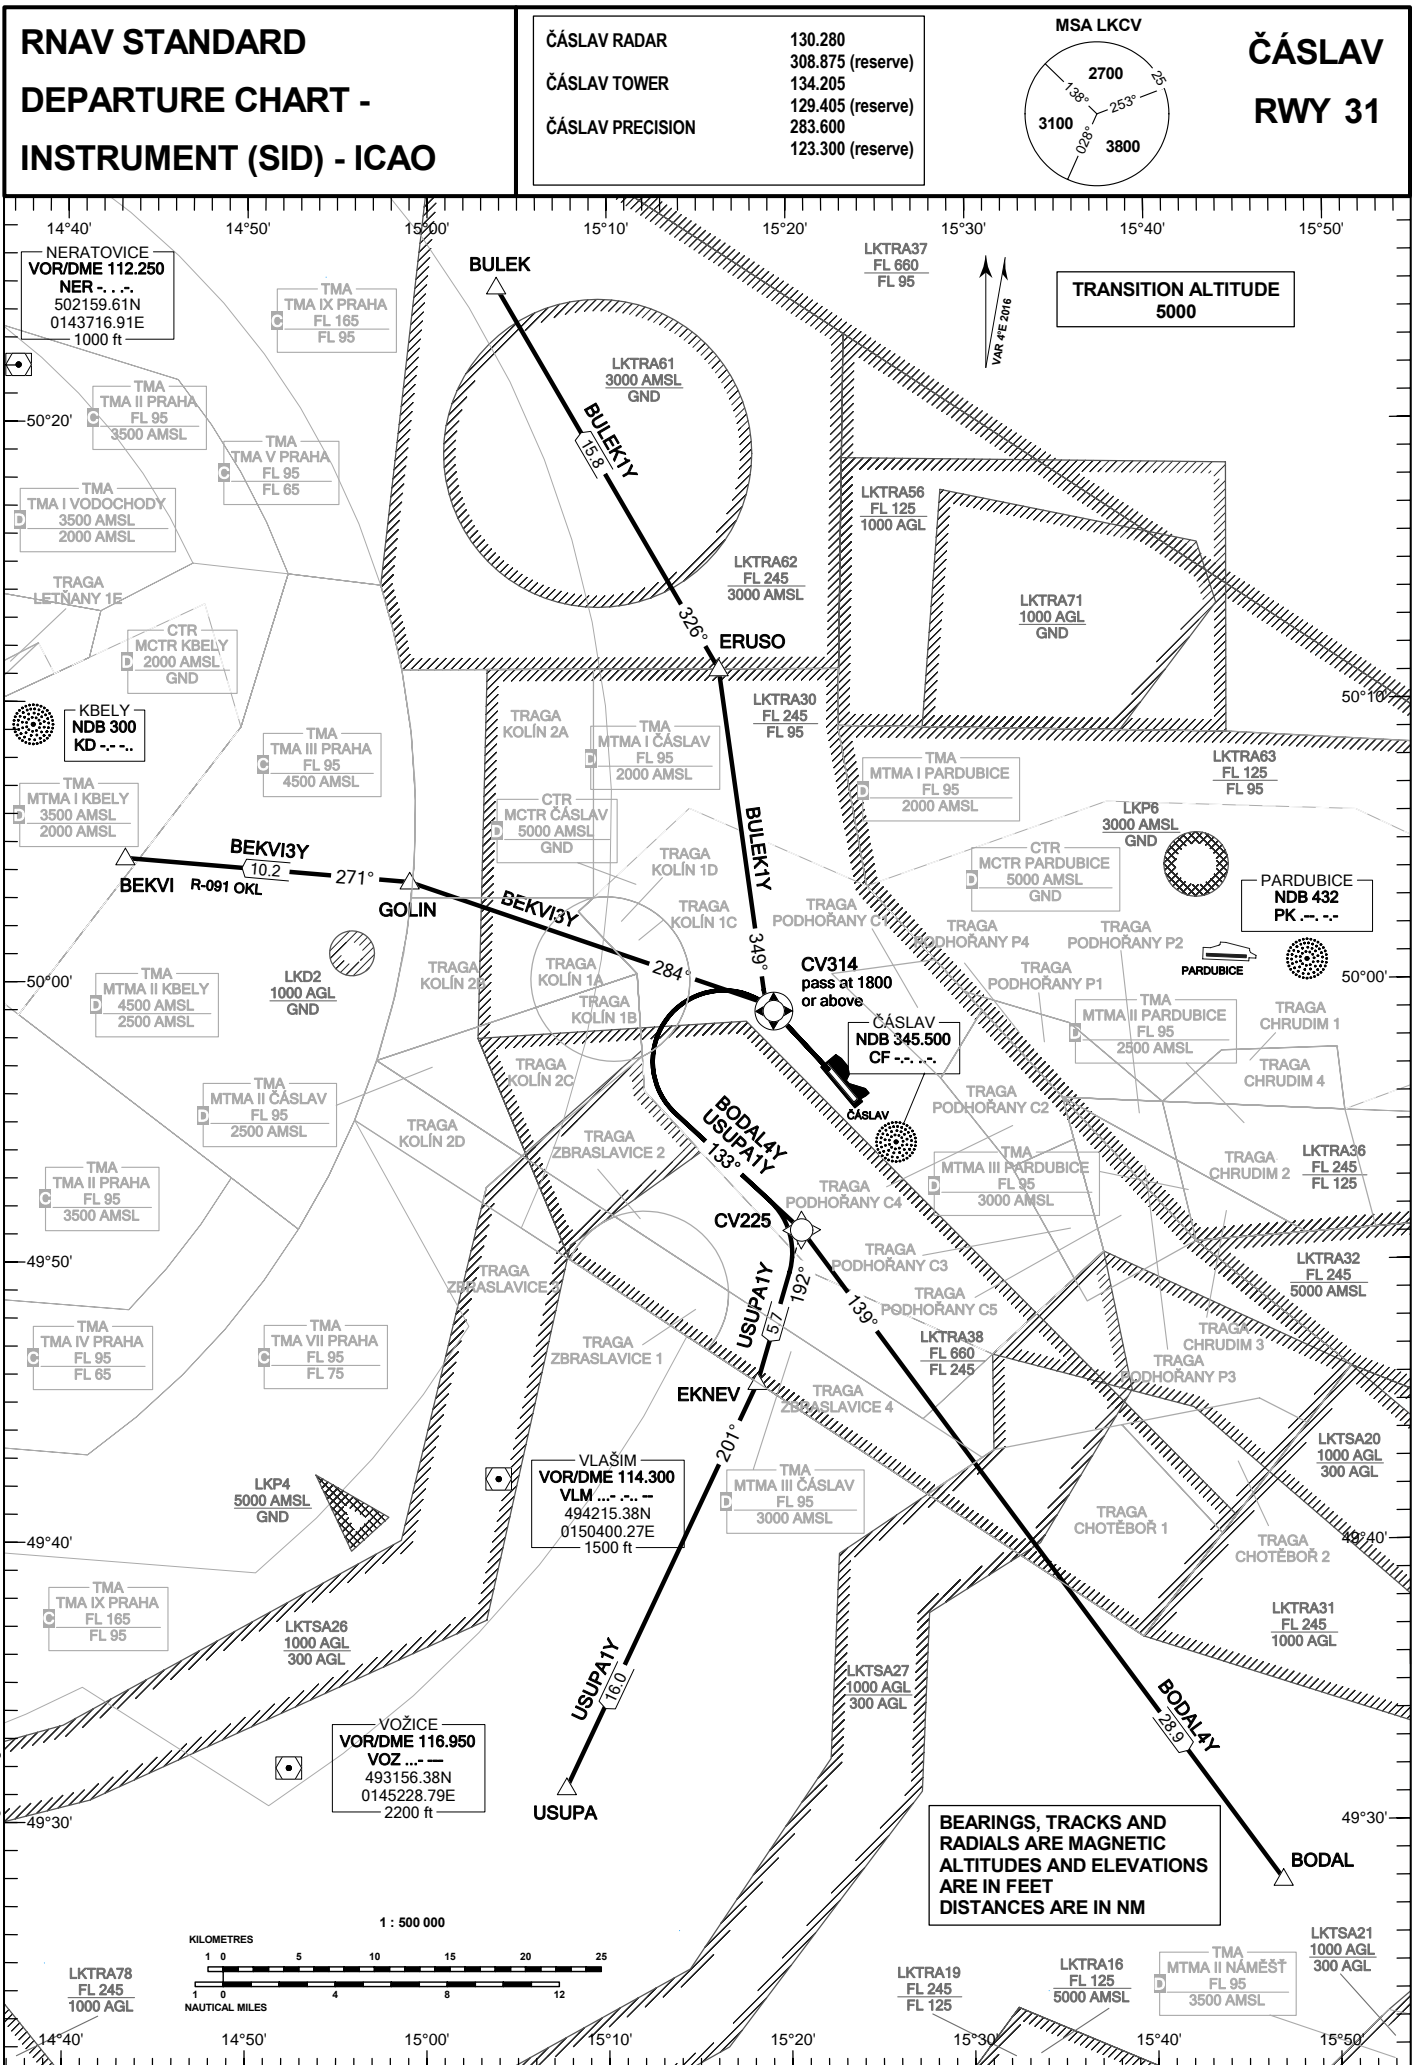 RNAV STANDARD
DEPARTURE CHART -
INSTRUMENT (SID) - ICAO
ČÁSLAV RADAR 130.280
308.875 (reserve)
ČÁSLAV TOWER 134.205
129.405 (reserve)
ČÁSLAV PRECISION 283.600
123.300 (reserve)
MSA LKCV
2700
25
138°
253°
3100
028°
3800
ČÁSLAV
RWY 31
14°40' 14°50' 15°00' 15°10' 15°20' 15°30' 15°40' 15°50'
NERATOVICE
VOR/DME 112.250
NER -. . .-.
502159.61N
0143716.91E
1000 ft
BULEK
LKTRA37
FL 660
FL 95
VAR 4°E 2016
TRANSITION ALTITUDE
5000
TMA
TMA IX PRAHA
C FL 165
FL 95
LKTRA61
3000 AMSL
GND
TMA
TMA II PRAHA
C FL 95
3500 AMSL
50°20'
BULEK1Y
15.8
TMA
TMA V PRAHA
C FL 95
FL 65
TMA
TMA I VODOCHODY
D 3500 AMSL
2000 AMSL
LKTRA56
FL 125
1000 AGL
LKTRA62
FL 245
3000 AMSL
TRAGA
LETŇANY 1E
LKTRA71
1000 AGL
GND
CTR
MCTR KBELY
D 2000 AMSL
GND
326°
ERUSO
50°10'
KBELY
NDB 300
KD -.- -..
TRAGA
KOLÍN 2A
LKTRA30
FL 245
FL 95
TMA
TMA III PRAHA
C FL 95
4500 AMSL
TMA
MTMA I ČÁSLAV
D FL 95
2000 AMSL
TMA
MTMA I PARDUBICE
D FL 95
2000 AMSL
LKTRA63
FL 125
FL 95
TMA
MTMA I KBELY
D 3500 AMSL
2000 AMSL
CTR
MCTR ČÁSLAV
D 5000 AMSL
GND
BULEK1Y
LKP6
3000 AMSL
GND
BEKVI3Y
10.2
271°
BEKVI
R-091 OKL
GOLIN
TRAGA
KOLÍN 1D
CTR
MCTR PARDUBICE
D 5000 AMSL
GND
PARDUBICE
NDB 432
PK .--. -.-
BEKVI3Y
TRAGA
KOLÍN 1C
TRAGA
PODHOŘANY C1
TRAGA
PODHOŘANY P4
TRAGA
PODHOŘANY P2
349°
284°
CV314
pass at 1800
or above
PARDUBICE
50°00'
50°00'
LKD2
1000 AGL
GND
TRAGA
KOLÍN 2B
TRAGA
KOLÍN 1A
TRAGA
PODHOŘANY P1
TMA
MTMA II KBELY
D 4500 AMSL
2500 AMSL
TRAGA
KOLÍN 1B
TMA
MTMA II PARDUBICE
D FL 95
2500 AMSL
TRAGA
CHRUDIM 1
ČÁSLAV
NDB 345.500
CF -.-. ..-.
TRAGA
KOLÍN 2C
TRAGA
CHRUDIM 4
TMA
MTMA II ČÁSLAV
D FL 95
2500 AMSL
ČÁSLAV
TRAGA
PODHOŘANY C2
TRAGA
KOLÍN 2D
BODAL4Y
USUPA1Y
133°
TRAGA
ZBRASLAVICE 2
TMA
MTMA III PARDUBICE
D FL 95
3000 AMSL
TRAGA
CHRUDIM 2
LKTRA36
FL 245
FL 125
TMA
TMA II PRAHA
C FL 95
3500 AMSL
TRAGA
PODHOŘANY C4
CV225
49°50'
TRAGA
ZBRASLAVICE 3
TRAGA
PODHOŘANY C3
LKTRA32
FL 245
5000 AMSL
USUPA1Y
5.7
192°
139°
TRAGA
PODHOŘANY C5
TMA
TMA IV PRAHA
C FL 95
FL 65
TMA
TMA VII PRAHA
C FL 95
FL 75
TRAGA
ZBRASLAVICE 1
LKTRA38
FL 660
FL 245
TRAGA
CHRUDIM 3
TRAGA
PODHOŘANY P3
EKNEV
TRAGA
ZBRASLAVICE 4
201°
LKTSA20
1000 AGL
300 AGL
VLAŠIM
VOR/DME 114.300
VLM ...- .-.. --
494215.38N
0150400.27E
1500 ft
TMA
MTMA III ČÁSLAV
D FL 95
3000 AMSL
LKP4
5000 AMSL
GND
TRAGA
CHOTĚBOŘ 1
49°40'
49°40'
TRAGA
CHOTĚBOŘ 2
TMA
TMA IX PRAHA
C FL 165
FL 95
LKTSA26
1000 AGL
300 AGL
LKTRA31
FL 245
1000 AGL
USUPA1Y
16.0
LKTSA27
1000 AGL
300 AGL
BODAL4Y
28.9
VOŽICE
VOR/DME 116.950
VOZ ...- ---
493156.38N
0145228.79E
2200 ft
USUPA
49°30'
49°30'
BEARINGS, TRACKS AND
RADIALS ARE MAGNETIC
ALTITUDES AND ELEVATIONS
ARE IN FEET
DISTANCES ARE IN NM
BODAL
1 : 500 000
KILOMETRES
1 0 5 10 15 20 25
1 0 4 8 12
NAUTICAL MILES
LKTRA78
FL 245
1000 AGL
LKTRA19
FL 245
FL 125
LKTRA16
FL 125
5000 AMSL
TMA
MTMA II NÁMĚŠŤ
D FL 95
3500 AMSL
LKTSA21
1000 AGL
300 AGL
14°40' 14°50' 15°00' 15°10' 15°20' 15°30' 15°40' 15°50'